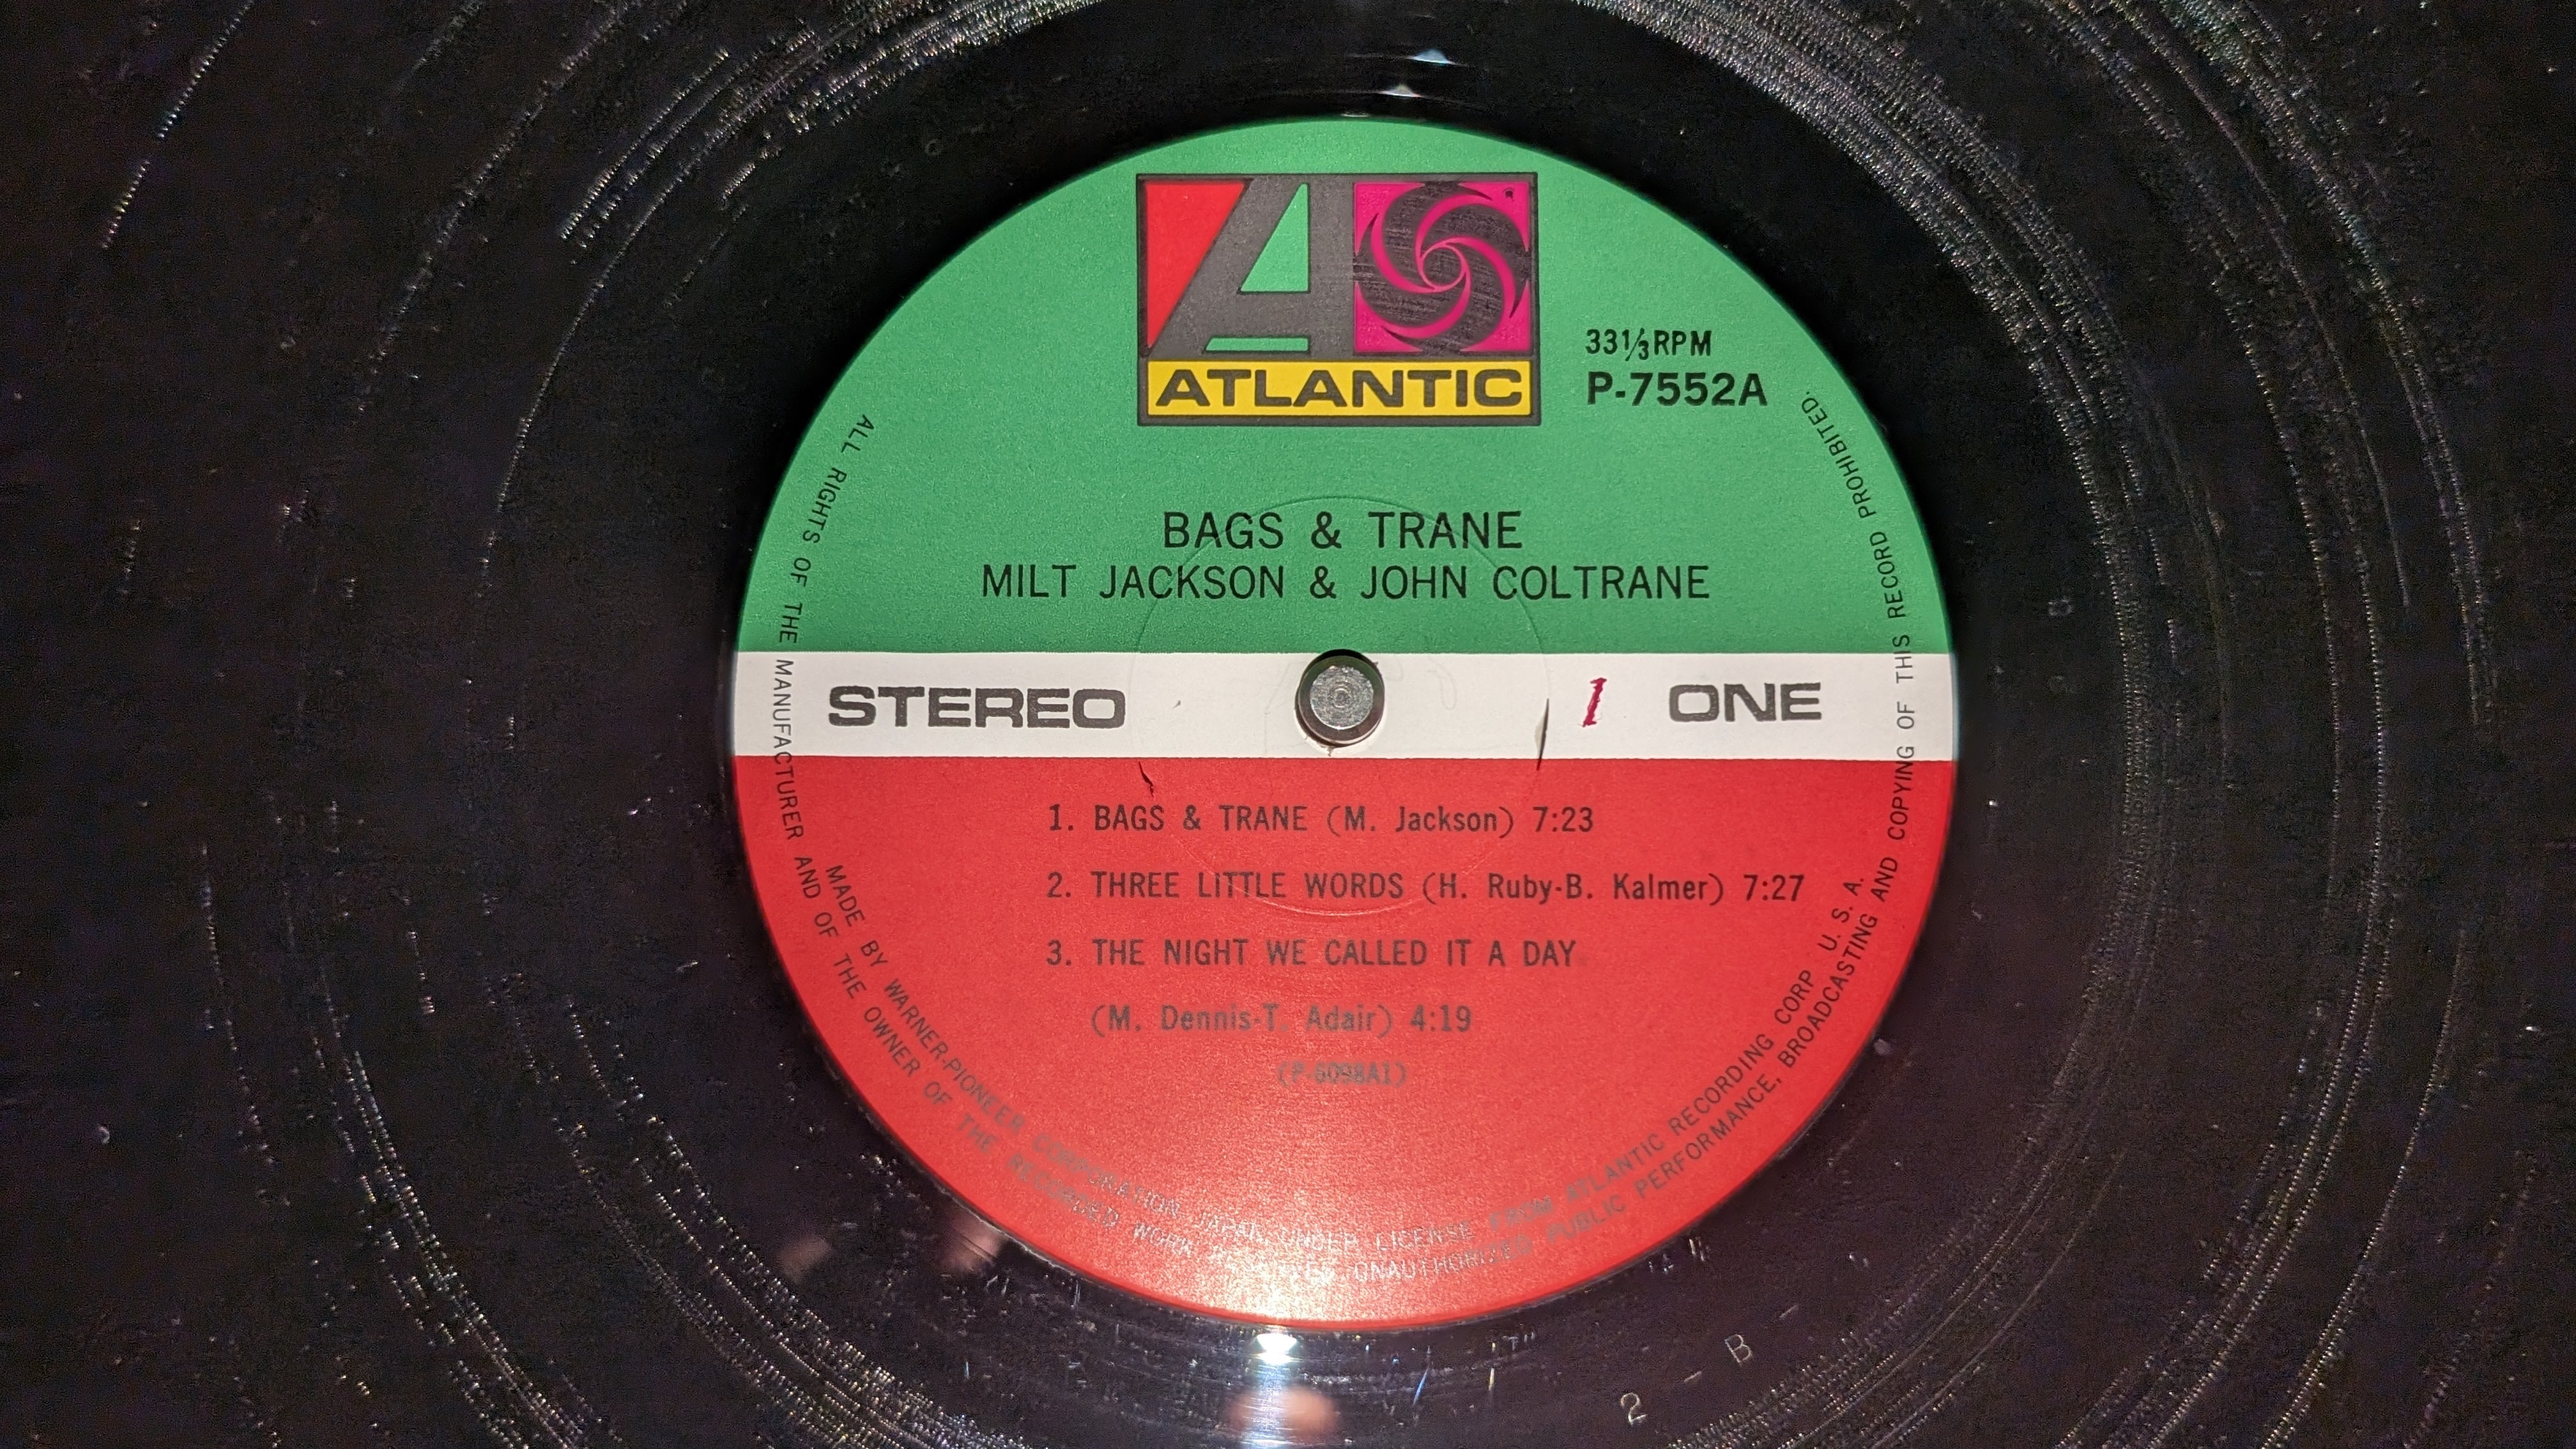 ATLANTIC
33⅓RPM
P-7552A
BAGS & TRANE
MILT JACKSON & JOHN COLTRANE
STEREO
1 ONE
1. BAGS & TRANE (M. Jackson) 7:23
2. THREE LITTLE WORDS (H. Ruby-B. Kalmer) 7:27
3. THE NIGHT WE CALLED IT A DAY
(M. Dennis-T. Adair) 4:19
(P-6098A1)
MADE BY WARNER-PIONEER CORPORATION, JAPAN, UNDER LICENSE FROM ATLANTIC RECORDING CORP. U.S.A.
ALL RIGHTS OF THE MANUFACTURER AND OF THE OWNER OF THE RECORDED WORK RESERVED. UNAUTHORIZED PUBLIC PERFORMANCE, BROADCASTING AND COPYING OF THIS RECORD PROHIBITED.
2 - B -